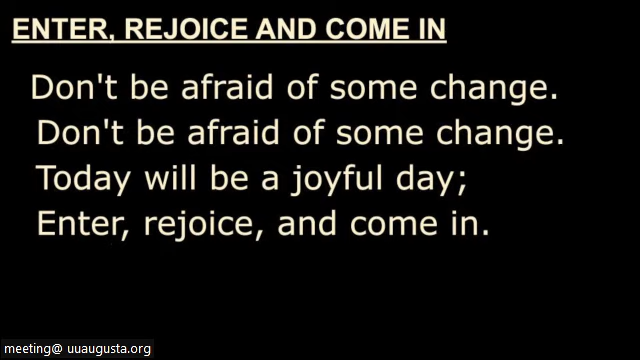 ENTER, REJOICE AND COME IN
Don't be afraid of some change.
Don't be afraid of some change.
Today will be a joyful day;
Enter, rejoice, and come in.
meeting@ uuaugusta.org